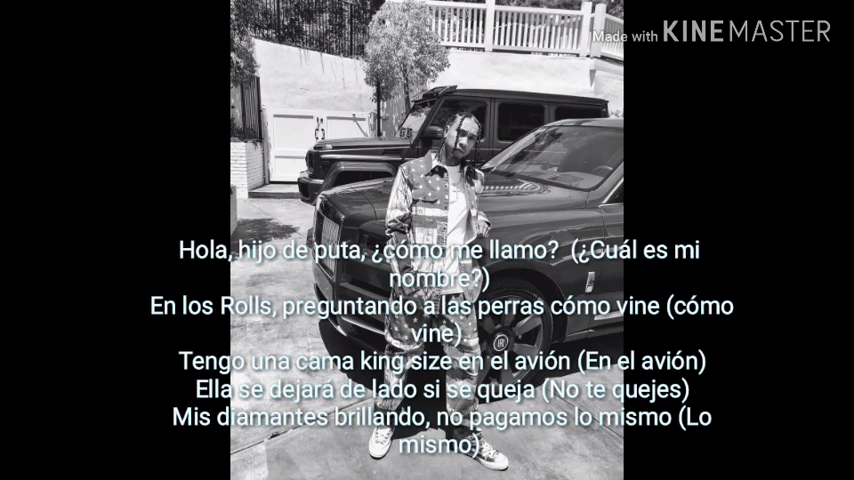 Made with KINEMASTER
Hola, hijo de puta, ¿cómo me llamo? (¿Cuál es mi
nombre?)
En los Rolls, preguntando a las perras cómo vine (cómo
vine)
Tengo una cama king size en el avión (En el avión)
Ella se dejará de lado si se queja (No te quejes)
Mis diamantes brillando, no pagamos lo mismo (Lo
mismo)